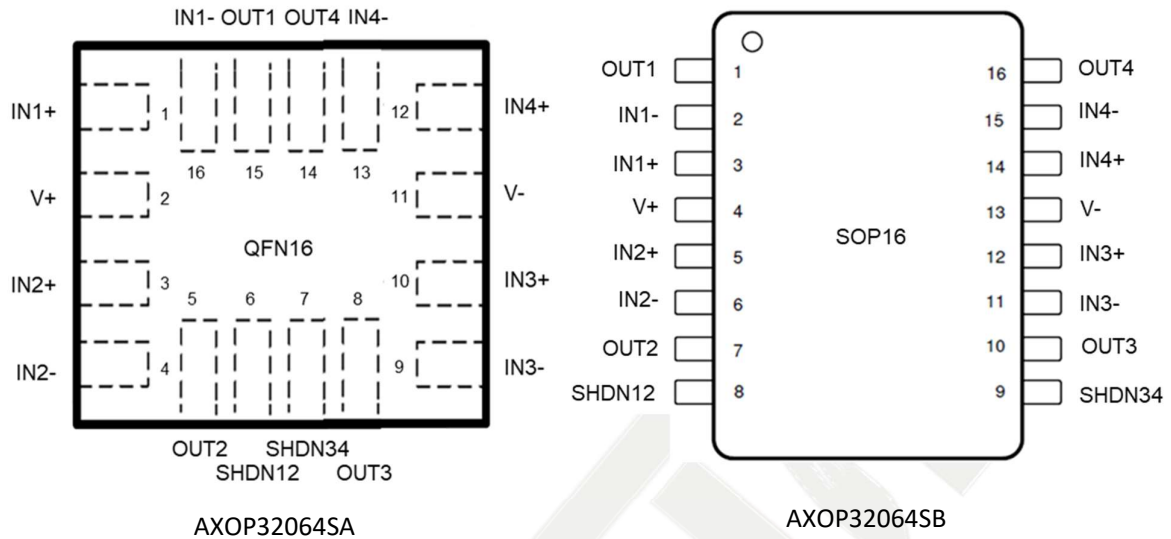 IN1- OUT1 OUT4 IN4-
IN1+ 1 12 IN4+
16 15 14 13
V+ 2 11 V-
QFN16
IN2+ 3 10 IN3+
5 6 7 8
IN2- 4 9 IN3-
OUT2 SHDN34
SHDN12 OUT3
AXOP32064SA
OUT1 1 16 OUT4
IN1- 2 15 IN4-
IN1+ 3 14 IN4+
V+ 4 13 V-
SOP16
IN2+ 5 12 IN3+
IN2- 6 11 IN3-
OUT2 7 10 OUT3
SHDN12 8 9 SHDN34
AXOP32064SB